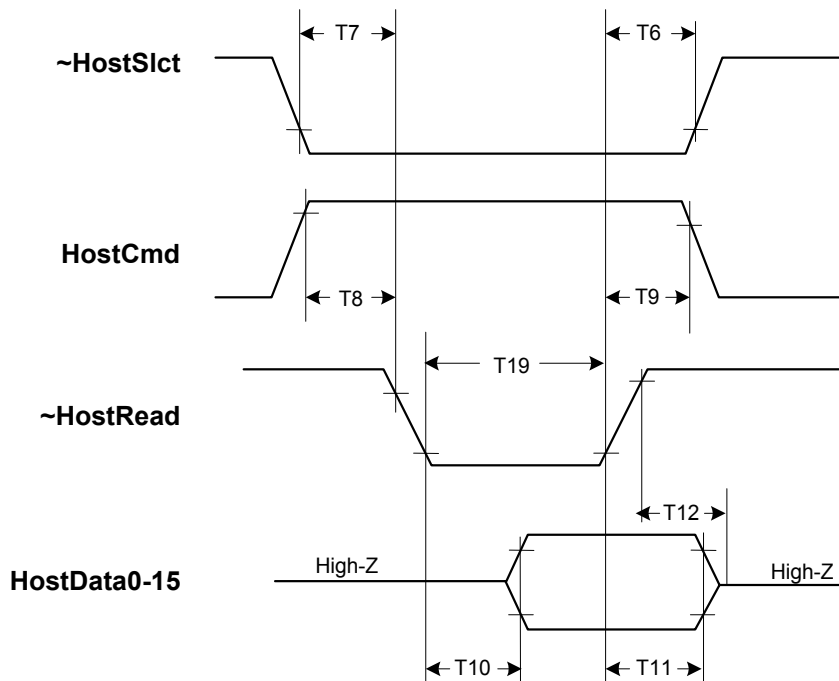 T7
T6
~HostSlct
HostCmd
T8
T9
T19
~HostRead
T12
High-Z
HostData0-15
High-Z
T10
T11